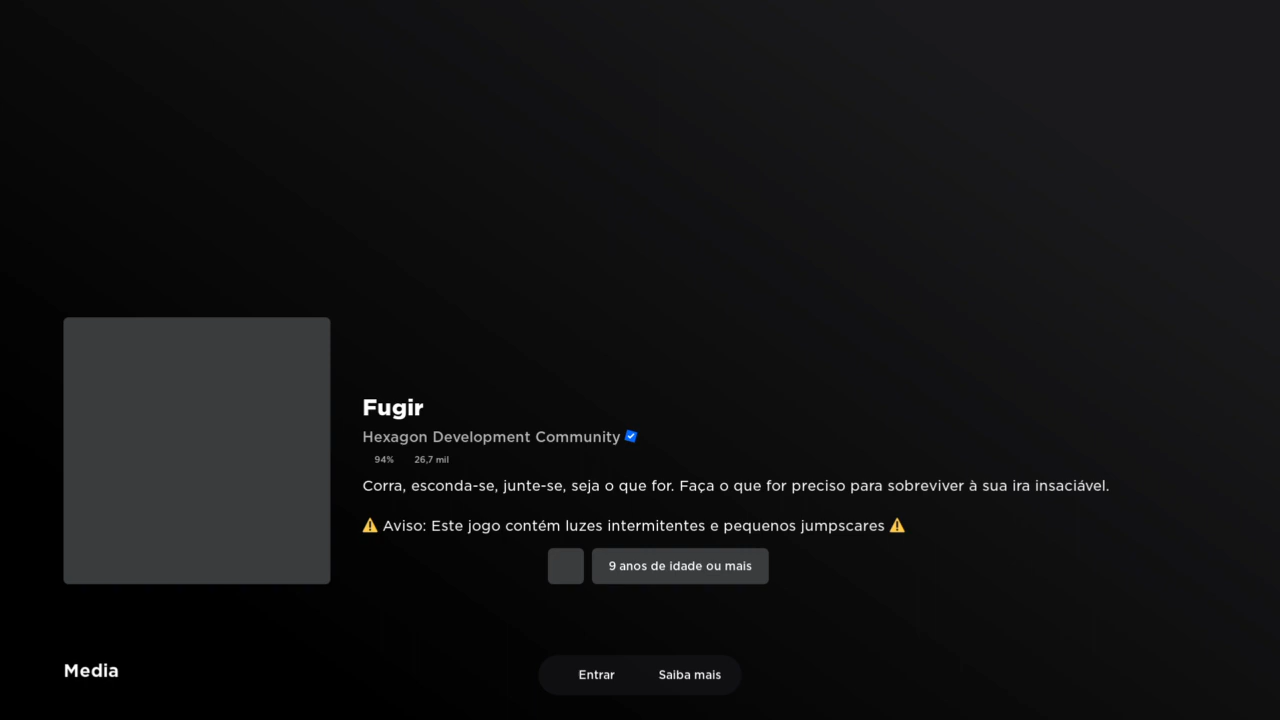 Fugir
Hexagon Development Community
94% 26,7 mil
Corra, esconda-se, junte-se, seja o que for. Faça o que for preciso para sobreviver à sua ira insaciável.
⚠️ Aviso: Este jogo contém luzes intermitentes e pequenos jumpscares ⚠️
9 anos de idade ou mais
Media
Entrar Saiba mais